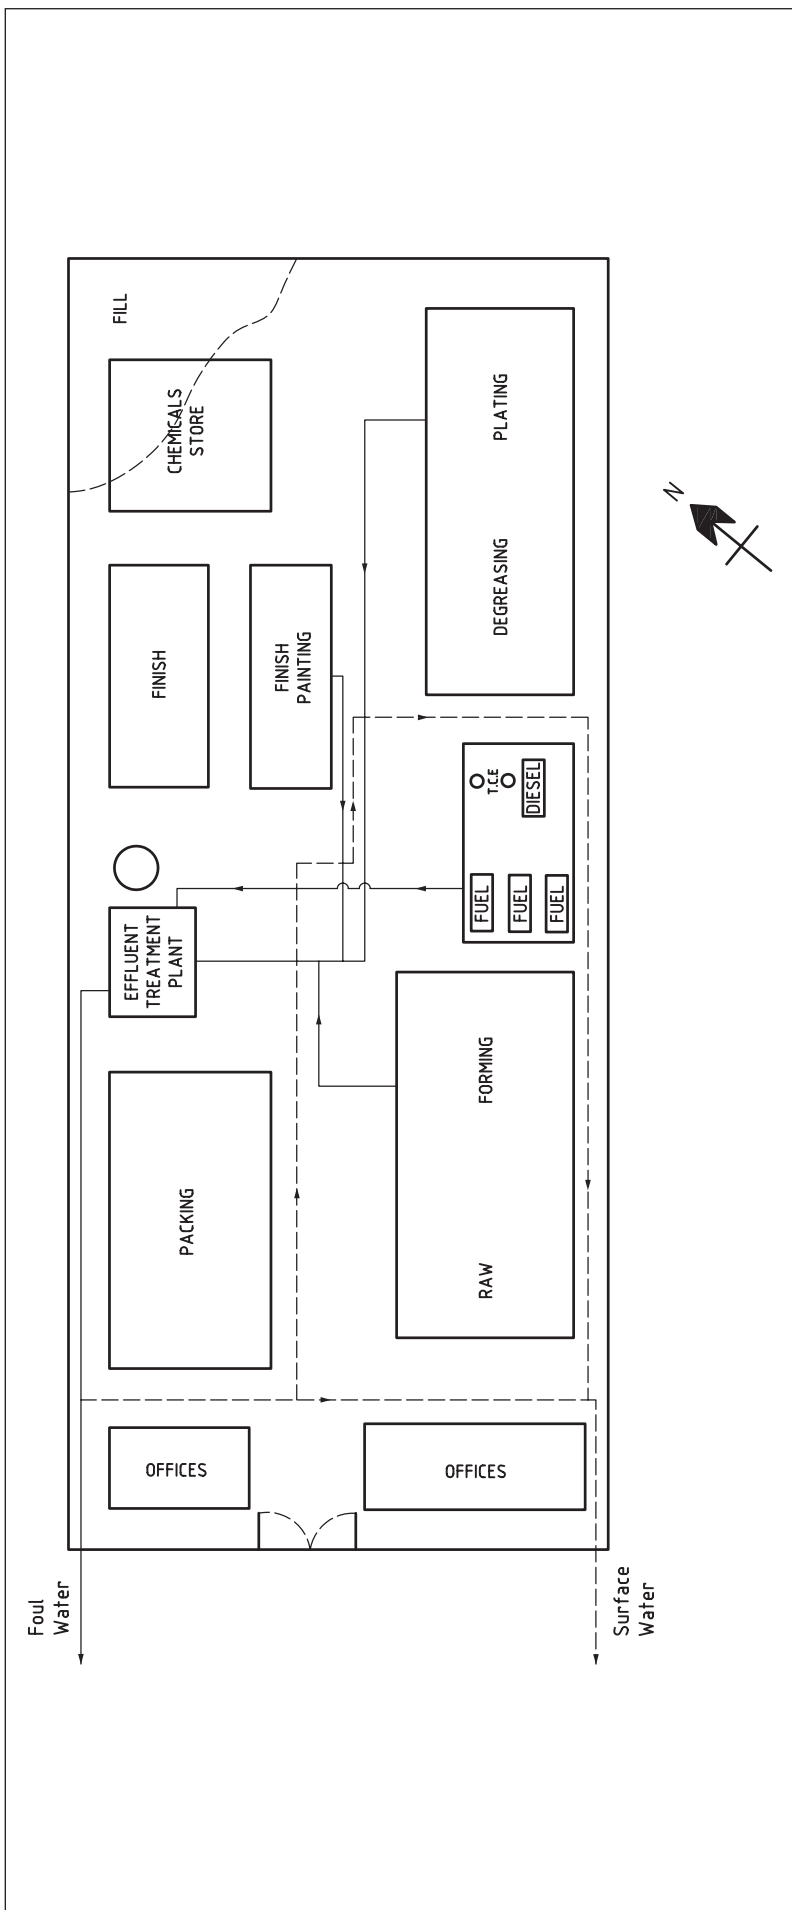 FILL
CHEMICALS
STORE
PLATING
DEGREASING
N
FINISH
FINISH
PAINTING
T.C.E
DIESEL
FUEL
FUEL
FUEL
EFFLUENT
TREATMENT
PLANT
FORMING
RAW
PACKING
OFFICES
OFFICES
Foul
Water
Surface
Water